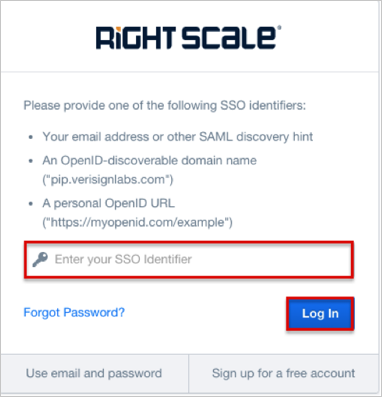 RIGHT SCALE®
Please provide one of the following SSO identifiers:
• Your email address or other SAML discovery hint
• An OpenID-discoverable domain name
("pip.verisignlabs.com")
• A personal OpenID URL
("https://myopenid.com/example")
Enter your SSO Identifier
Forgot Password?
Log In
Use email and password
Sign up for a free account